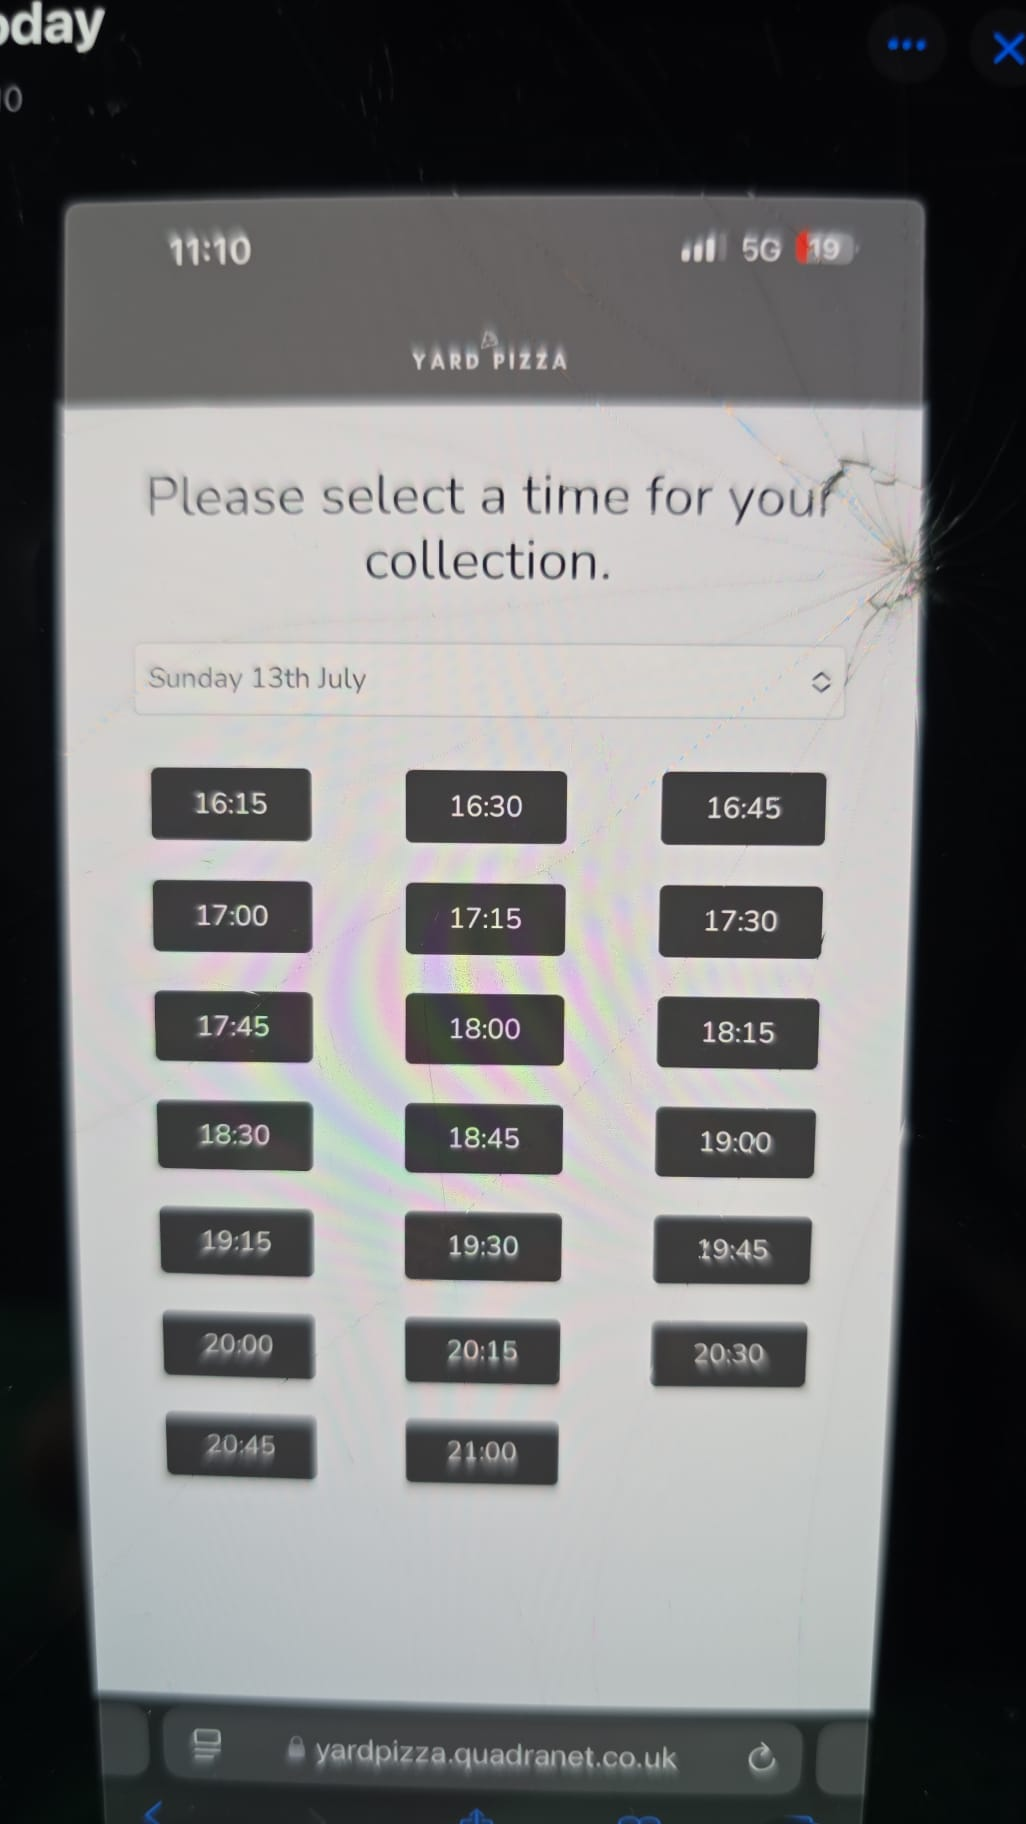 oday
10
11:10 5G 19
YARD PIZZA
Please select a time for your
collection.
Sunday 13th July
16:15 16:30 16:45
17:00 17:15 17:30
17:45 18:00 18:15
18:30 18:45 19:00
19:15 19:30 19:45
20:00 20:15 20:30
20:45 21:00
yardpizza.quadranet.co.uk